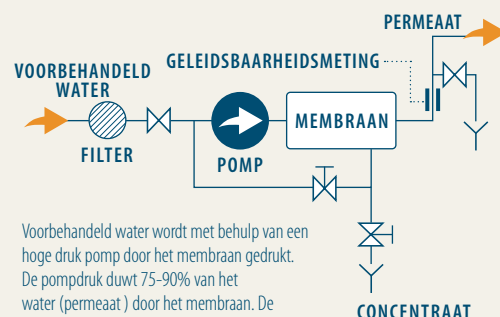 PERMEAAT
GELEIDSBAARHEIDSMETING
VOORBEHANDELD
WATER
MEMBRAAN
FILTER
POMP
Voorbehandeld water wordt met behulp van een
hoge druk pomp door het membraan gedrukt.
De pompdruk duwt 75-90% van het
water (permeaat ) door het membraan. De
CONCENTRAAT